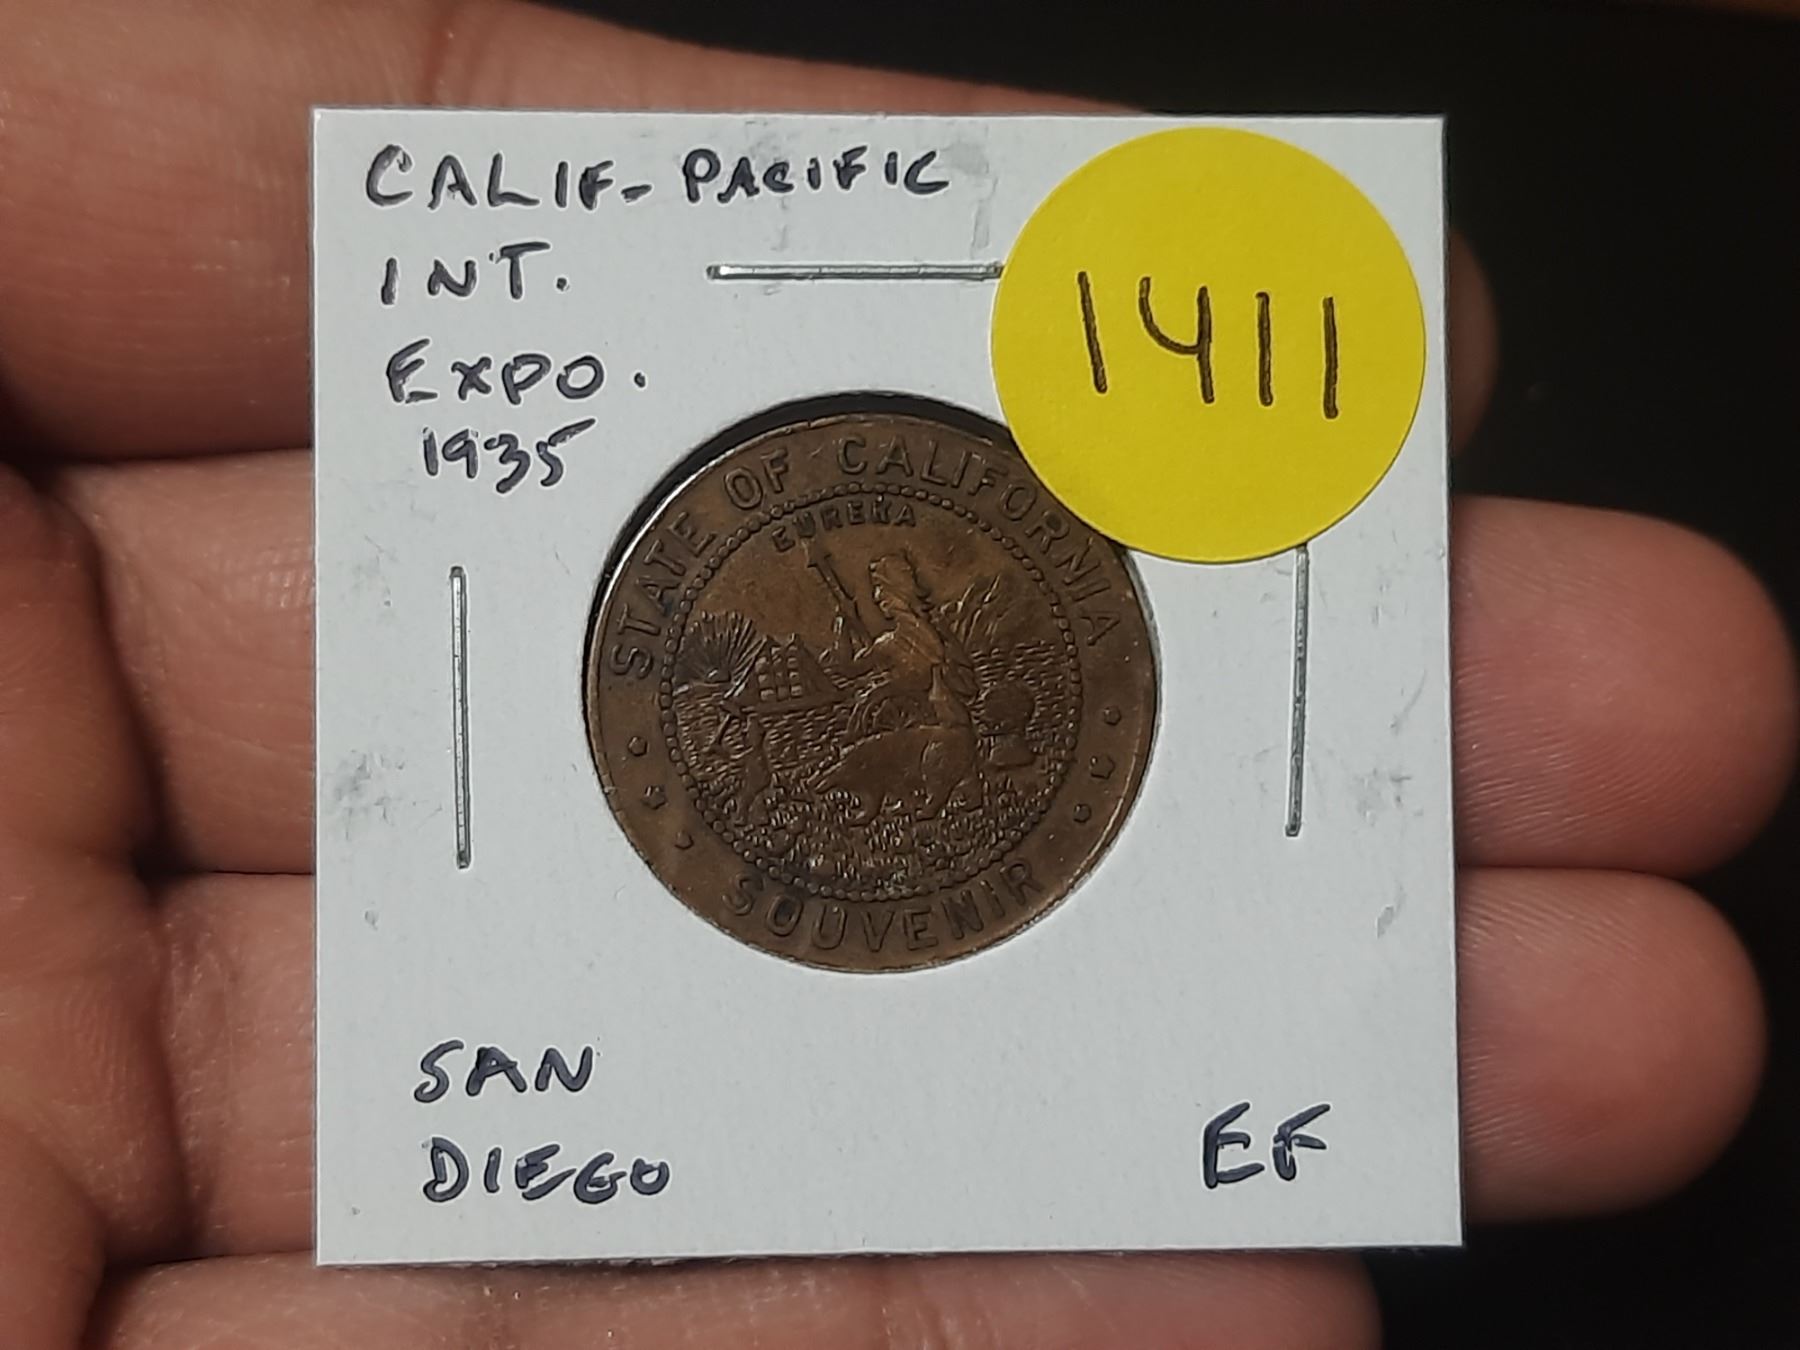 CALIF-PACIFIC
INT.
EXPO.
1935
1411
STATE OF CALIFORNIA
EUREKA
SOUVENIR
SAN
DIEGO
EF